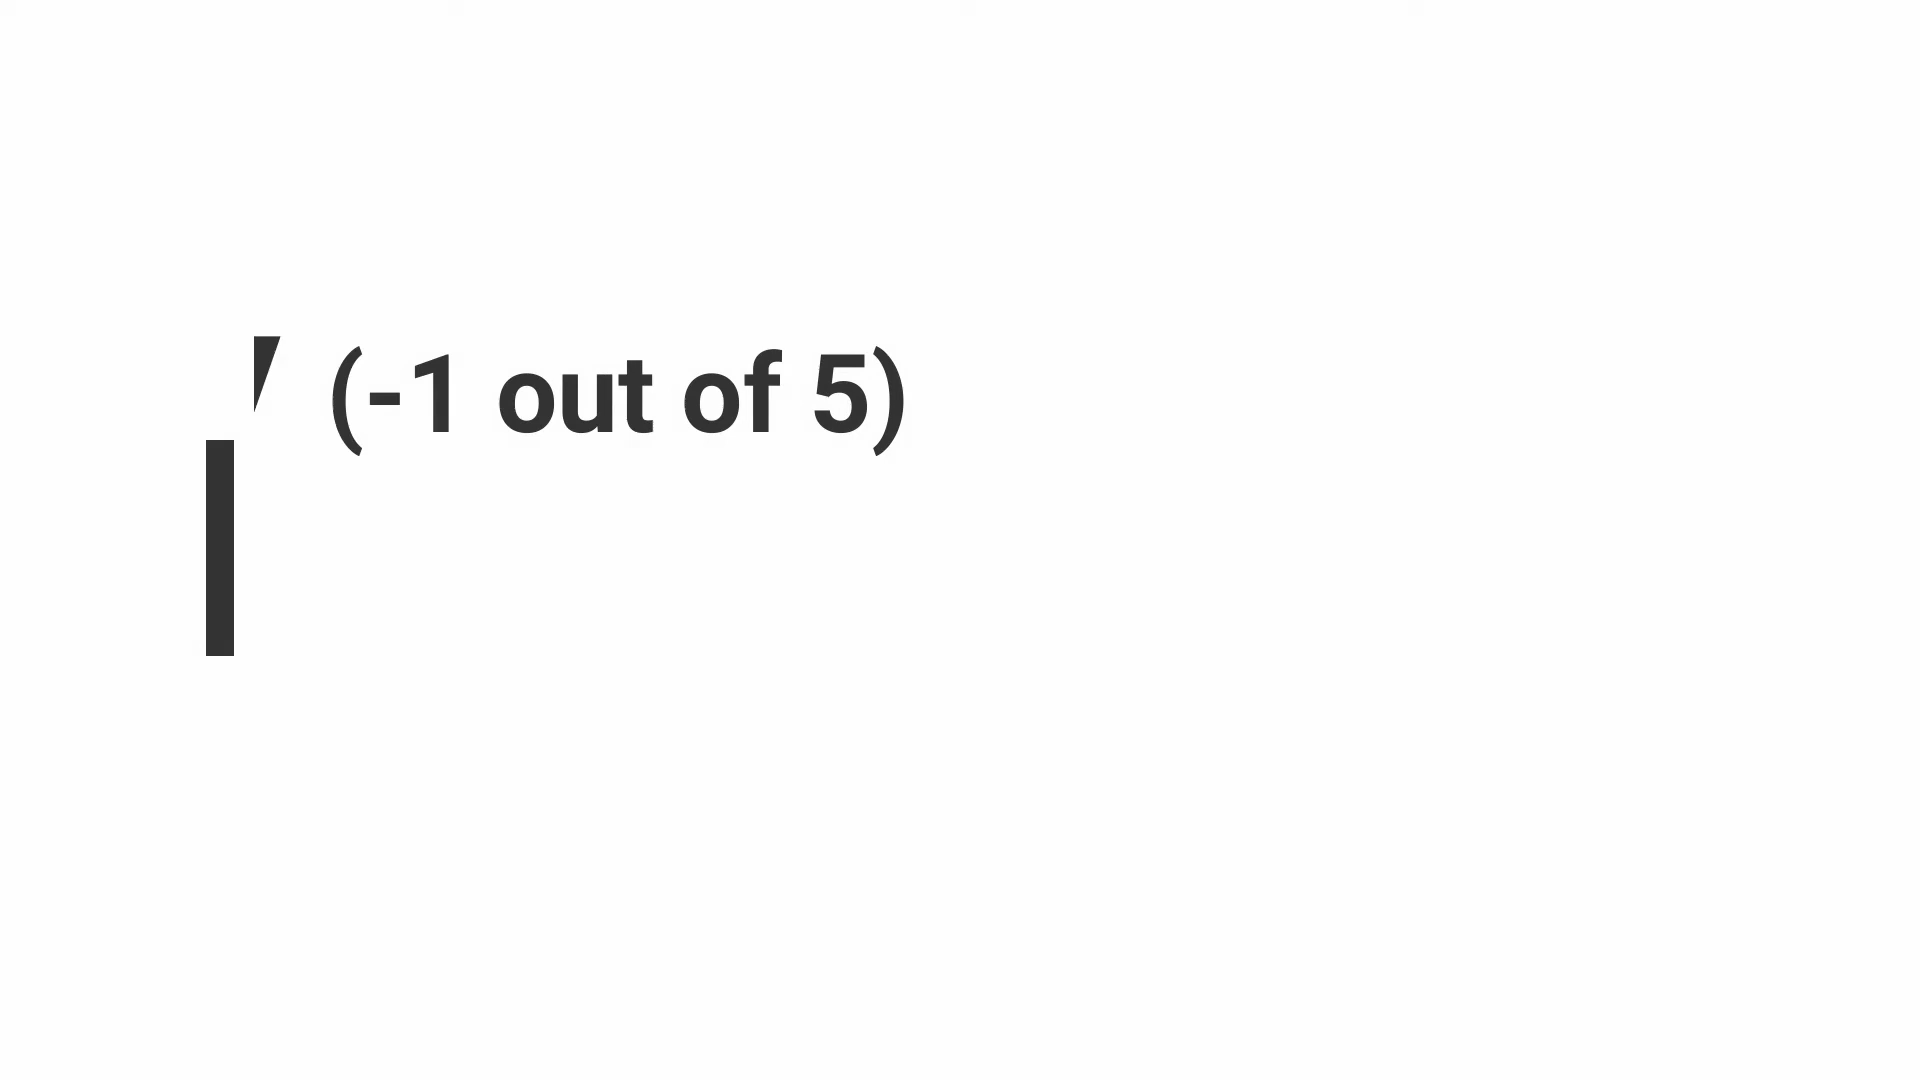 (-1 out of 5)